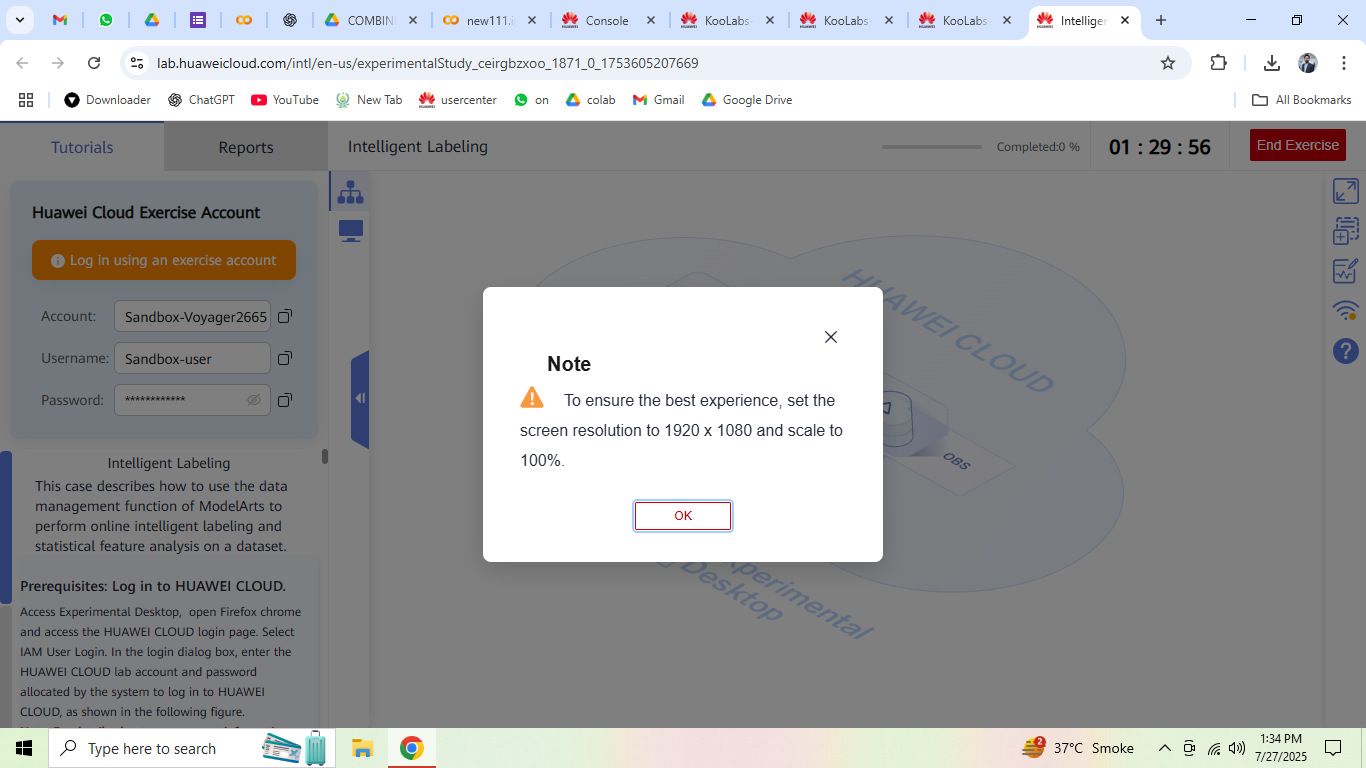 COMBIN
new111.i
Console
KooLabs-
KooLabs-
KooLabs-
Intelliger
lab.huaweicloud.com/intl/en-us/experimentalStudy_ceirgbzxoo_1871_0_1753605207669
Downloader
ChatGPT
YouTube
New Tab
usercenter
on
colab
Gmail
Google Drive
All Bookmarks
Tutorials
Reports
Intelligent Labeling
Completed:0 %
01 : 29 : 56
End Exercise
Huawei Cloud Exercise Account
Log in using an exercise account
Account:
Sandbox-Voyager2665
Username:
Sandbox-user
Password:
************
Intelligent Labeling
This case describes how to use the data
management function of ModelArts to
perform online intelligent labeling and
statistical feature analysis on a dataset.
Prerequisites: Log in to HUAWEI CLOUD.
Access Experimental Desktop, open Firefox chrome
and access the HUAWEI CLOUD login page. Select
IAM User Login. In the login dialog box, enter the
HUAWEI CLOUD lab account and password
allocated by the system to log in to HUAWEI
CLOUD, as shown in the following figure.
HUAWEI CLOUD
OBS
xperimental
Desktop
Note
To ensure the best experience, set the
screen resolution to 1920 x 1080 and scale to
100%.
OK
Type here to search
2
37°C Smoke
1:34 PM
7/27/2025